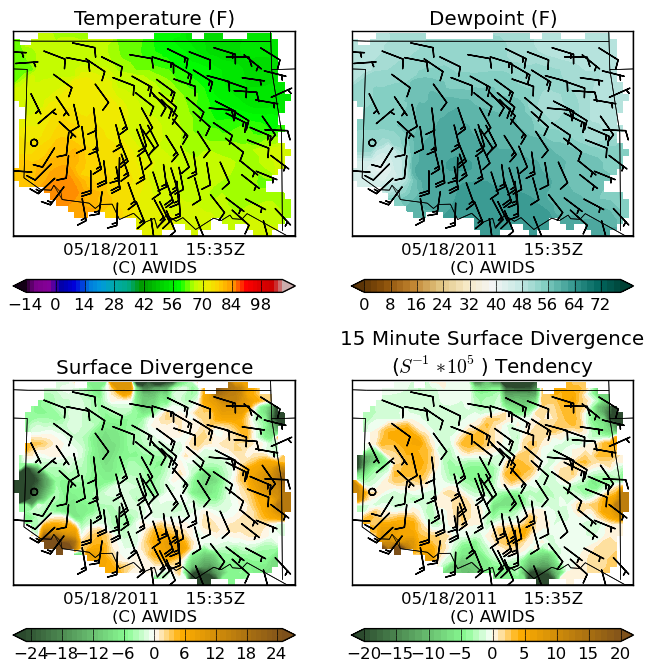 Temperature (F)
Dewpoint (F)
05/18/2011 15:35Z
(C) AWIDS
05/18/2011 15:35Z
(C) AWIDS
−14 0 14 28 42 56 70 84 98
0 8 16 24 32 40 48 56 64 72
Surface Divergence
15 Minute Surface Divergence
(S⁻¹ *10⁵ ) Tendency
05/18/2011 15:35Z
(C) AWIDS
05/18/2011 15:35Z
(C) AWIDS
−24 −18 −12 −6 0 6 12 18 24
−20 −15 −10 −5 0 5 10 15 20